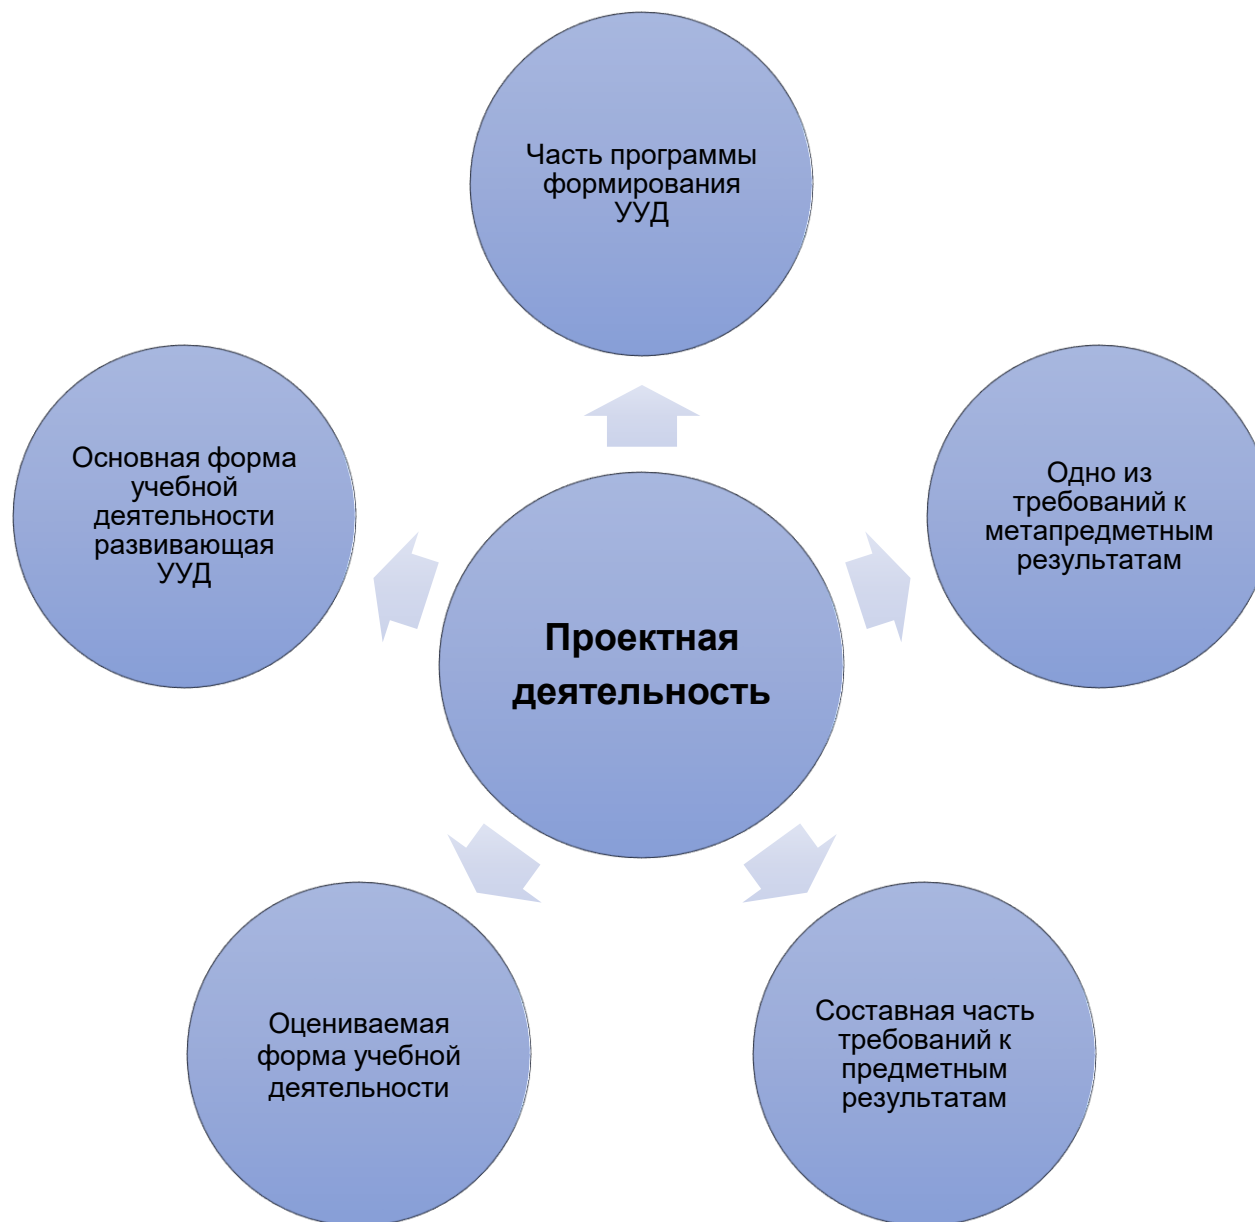 Часть программы
формирования
УУД
Основная форма
учебной
деятельности
развивающая
УУД
Одно из
требований к
метапредметным
результатам
Проектная
деятельность
Оцениваемая
форма учебной
деятельности
Составная часть
требований к
предметным
результатам